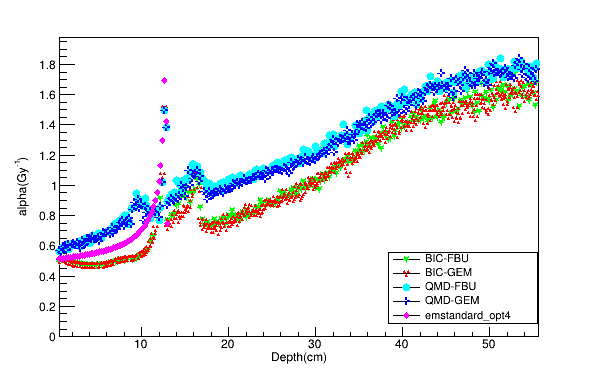 alpha(Gy⁻¹)
1.8
1.6
1.4
1.2
1
0.8
0.6
0.4
0.2
0
10
20
30
40
50
Depth(cm)
BIC-FBU
BIC-GEM
QMD-FBU
QMD-GEM
emstandard_opt4